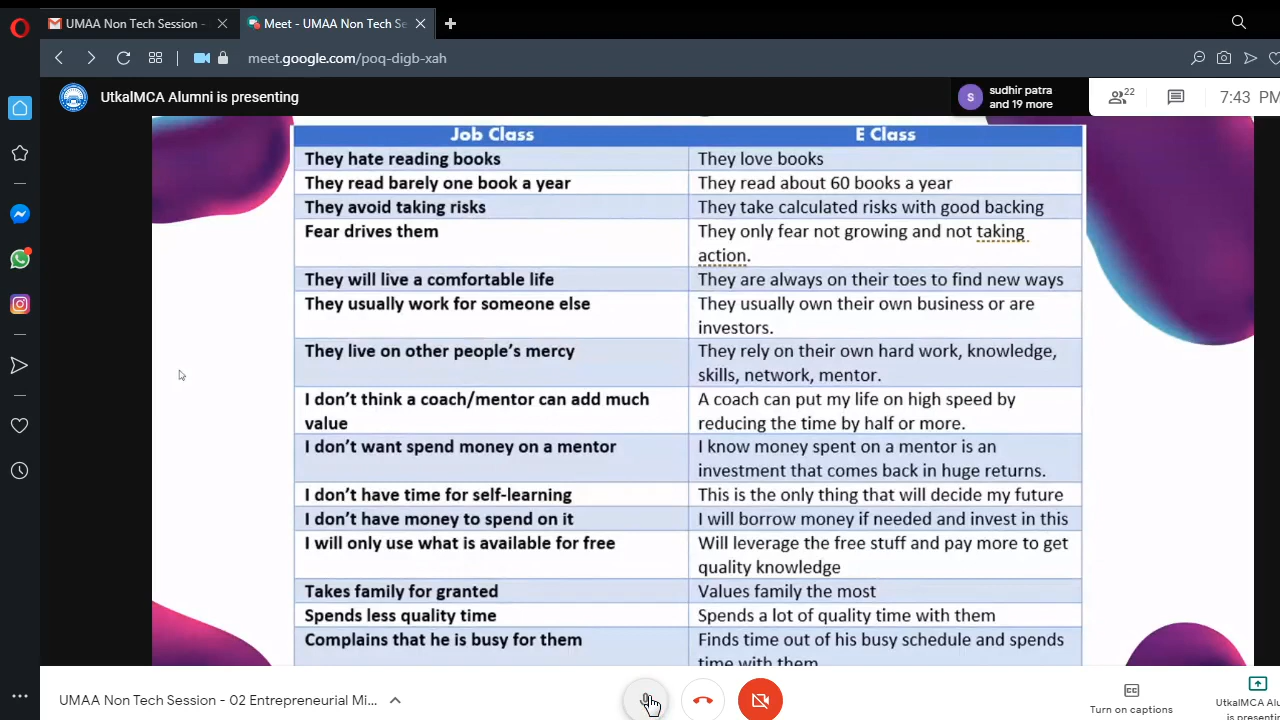 UMAA Non Tech Session -
Meet - UMAA Non Tech Se
meet.google.com/poq-digb-xah
UtkalMCA Alumni is presenting
S
sudhir patra
and 19 more
22
7:43 PM
Job Class
E Class
They hate reading books
They love books
They read barely one book a year
They read about 60 books a year
They avoid taking risks
They take calculated risks with good backing
Fear drives them
They only fear not growing and not taking
action.
They will live a comfortable life
They are always on their toes to find new ways
They usually work for someone else
They usually own their own business or are
investors.
They live on other people's mercy
They rely on their own hard work, knowledge,
skills, network, mentor.
I don't think a coach/mentor can add much
value
A coach can put my life on high speed by
reducing the time by half or more.
I don't want spend money on a mentor
I know money spent on a mentor is an
investment that comes back in huge returns.
I don't have time for self-learning
This is the only thing that will decide my future
I don't have money to spend on it
I will borrow money if needed and invest in this
I will only use what is available for free
Will leverage the free stuff and pay more to get
quality knowledge
Takes family for granted
Values family the most
Spends less quality time
Spends a lot of quality time with them
Complains that he is busy for them
Finds time out of his busy schedule and spends
time with them
UMAA Non Tech Session - 02 Entrepreneurial Mi...
Turn on captions
UtkalMCA Al
is presentin